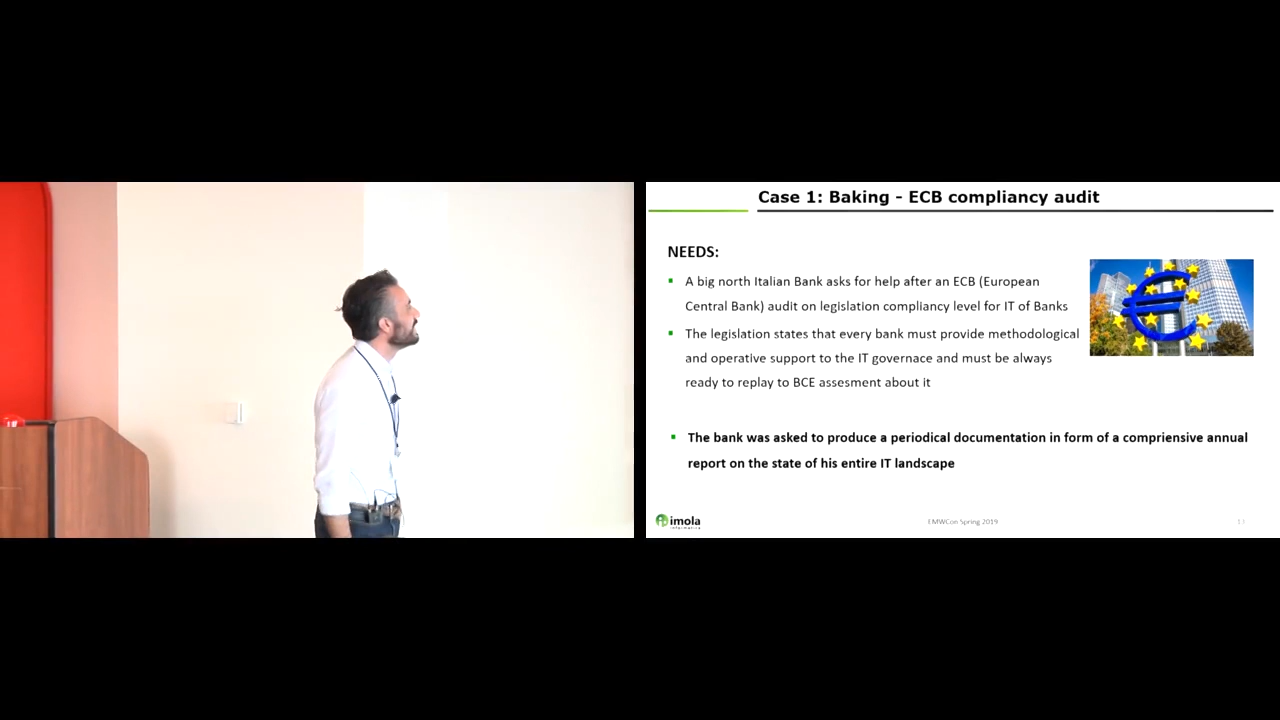 Case 1: Baking - ECB compliancy audit
NEEDS:
A big north Italian Bank asks for help after an ECB (European
Central Bank) audit on legislation compliancy level for IT of Banks
The legislation states that every bank must provide methodological
and operative support to the IT governace and must be always
ready to replay to BCE assesment about it
The bank was asked to produce a periodical documentation in form of a compriensive annual
report on the state of his entire IT landscape
imola
informatica
EMWCon Spring 2019